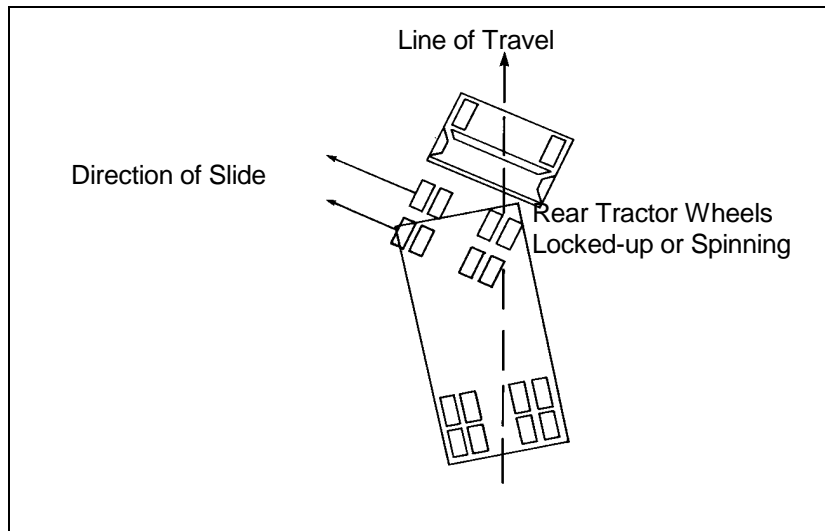 Line of Travel
Direction of Slide
Rear Tractor Wheels
Locked-up or Spinning